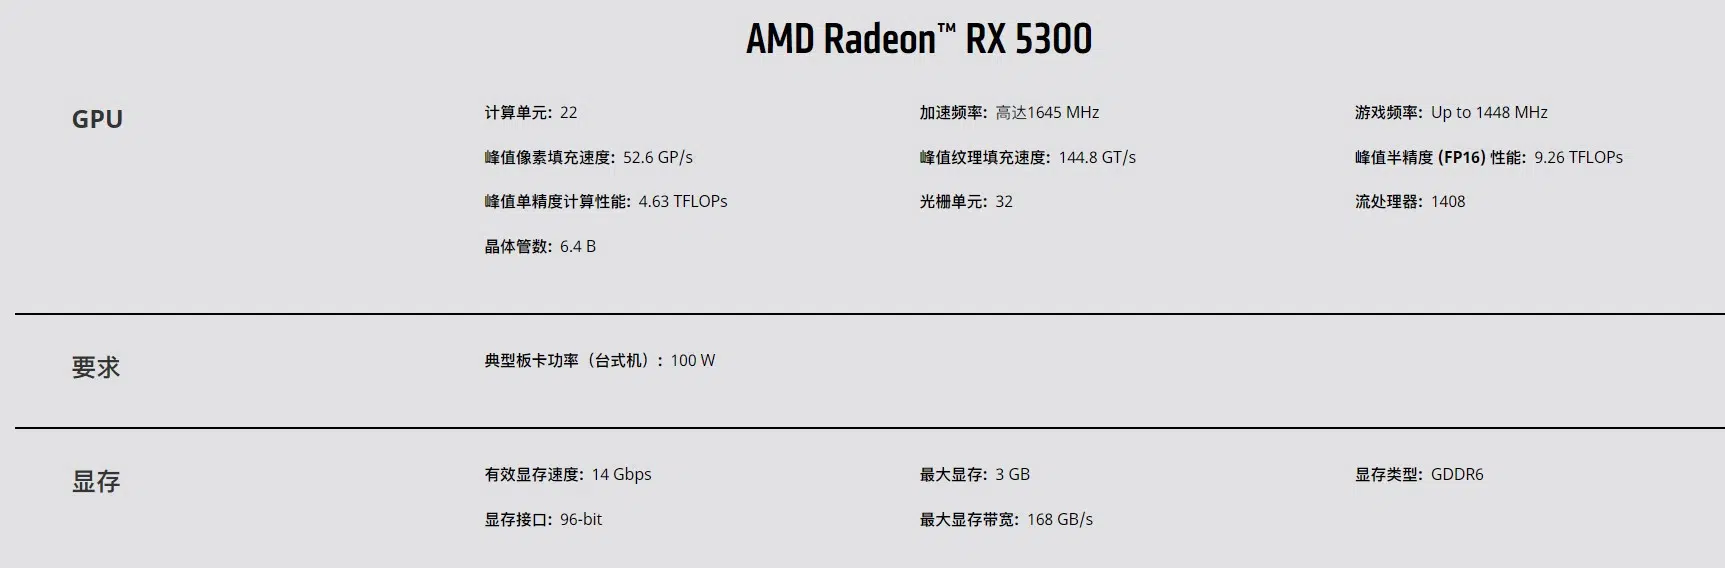 AMD Radeon™ RX 5300
GPU
计算单元: 22
加速频率: 高达1645 MHz
游戏频率: Up to 1448 MHz
峰值像素填充速度: 52.6 GP/s
峰值纹理填充速度: 144.8 GT/s
峰值半精度 (FP16) 性能: 9.26 TFLOPs
峰值单精度计算性能: 4.63 TFLOPs
光栅单元: 32
流处理器: 1408
晶体管数: 6.4 B
要求
典型板卡功率（台式机）: 100 W
显存
有效显存速度: 14 Gbps
最大显存: 3 GB
显存类型: GDDR6
显存接口: 96-bit
最大显存带宽: 168 GB/s